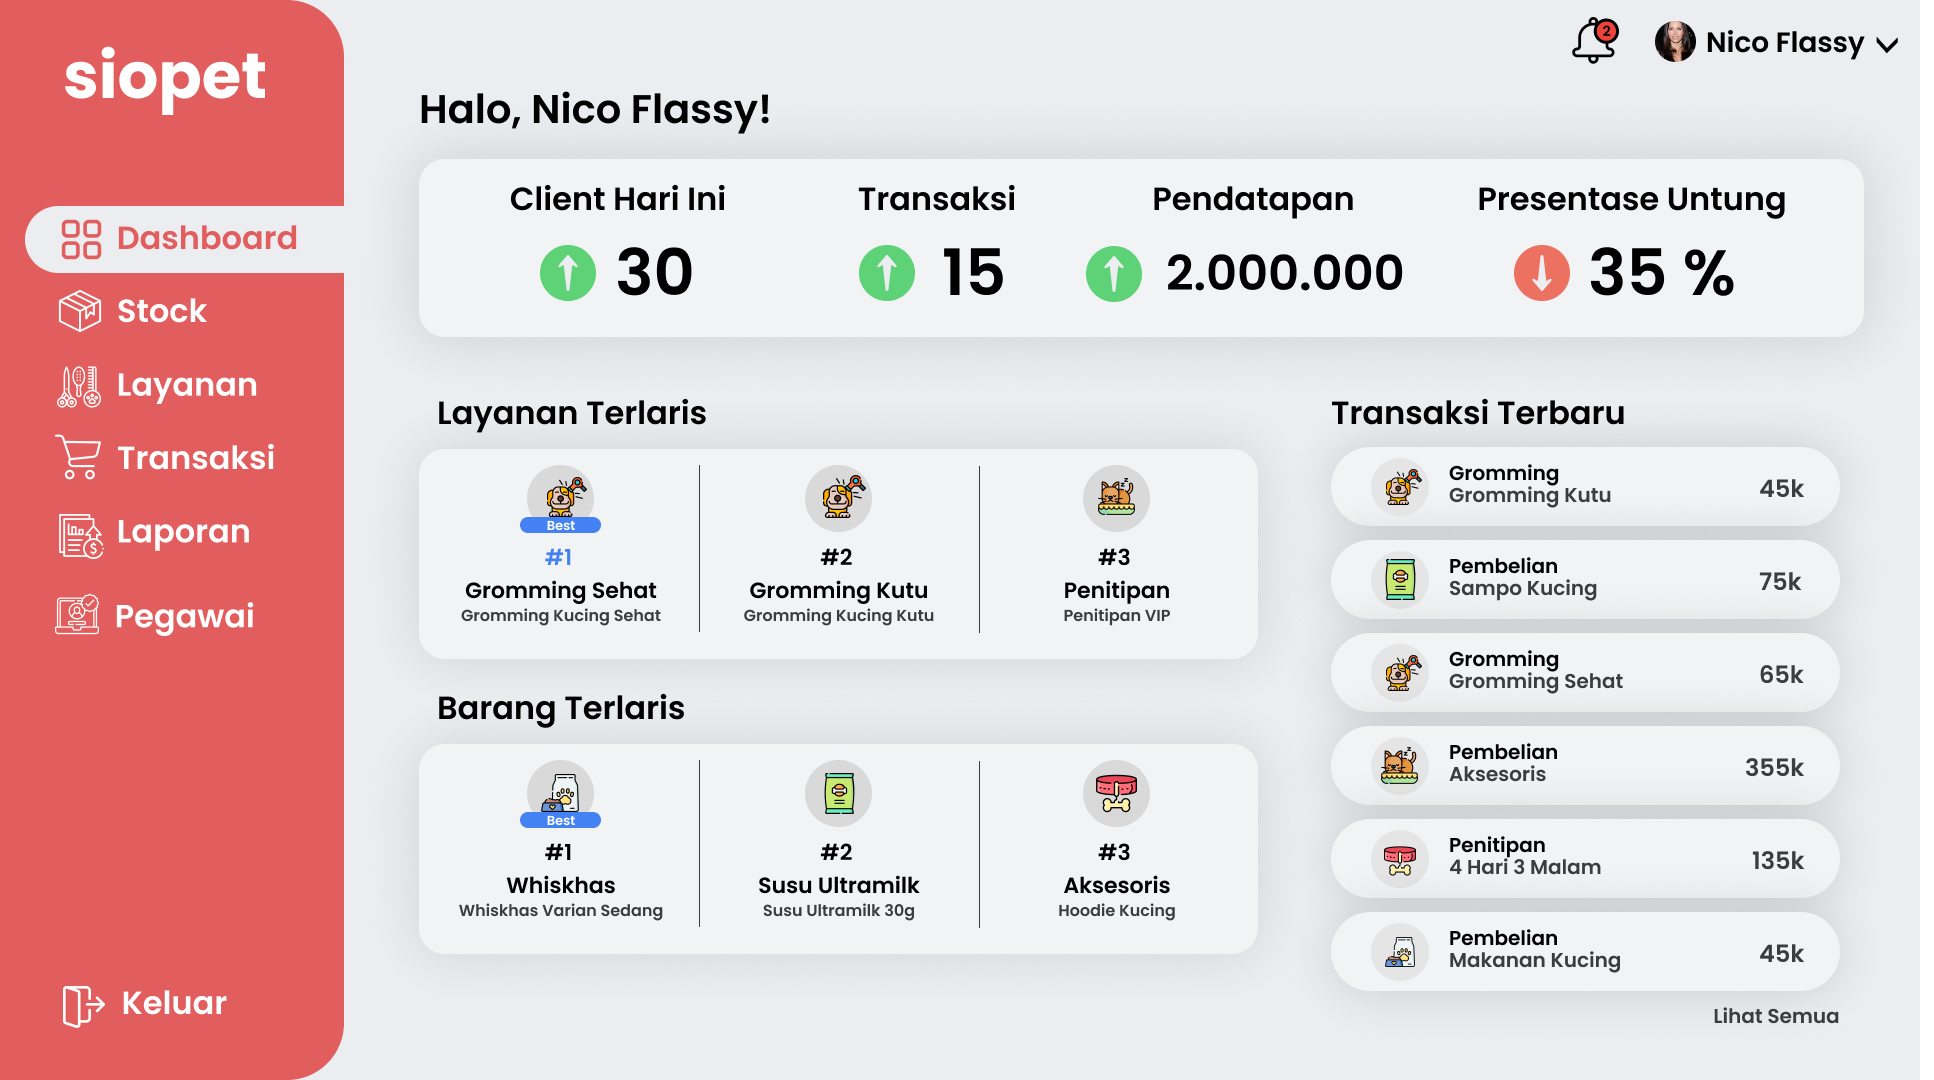 siopet
Dashboard
Stock
Layanan
Transaksi
Laporan
Pegawai
Keluar
2
Nico Flassy
Halo, Nico Flassy!
Client Hari Ini
30
Transaksi
15
Pendatapan
2.000.000
Presentase Untung
35 %
Layanan Terlaris
Best
#1
Gromming Sehat
Gromming Kucing Sehat
#2
Gromming Kutu
Gromming Kucing Kutu
#3
Penitipan
Penitipan VIP
Barang Terlaris
Best
#1
Whiskhas
Whiskhas Varian Sedang
#2
Susu Ultramilk
Susu Ultramilk 30g
#3
Aksesoris
Hoodie Kucing
Transaksi Terbaru
Gromming
Gromming Kutu
45k
Pembelian
Sampo Kucing
75k
Gromming
Gromming Sehat
65k
Pembelian
Aksesoris
355k
Penitipan
4 Hari 3 Malam
135k
Pembelian
Makanan Kucing
45k
Lihat Semua